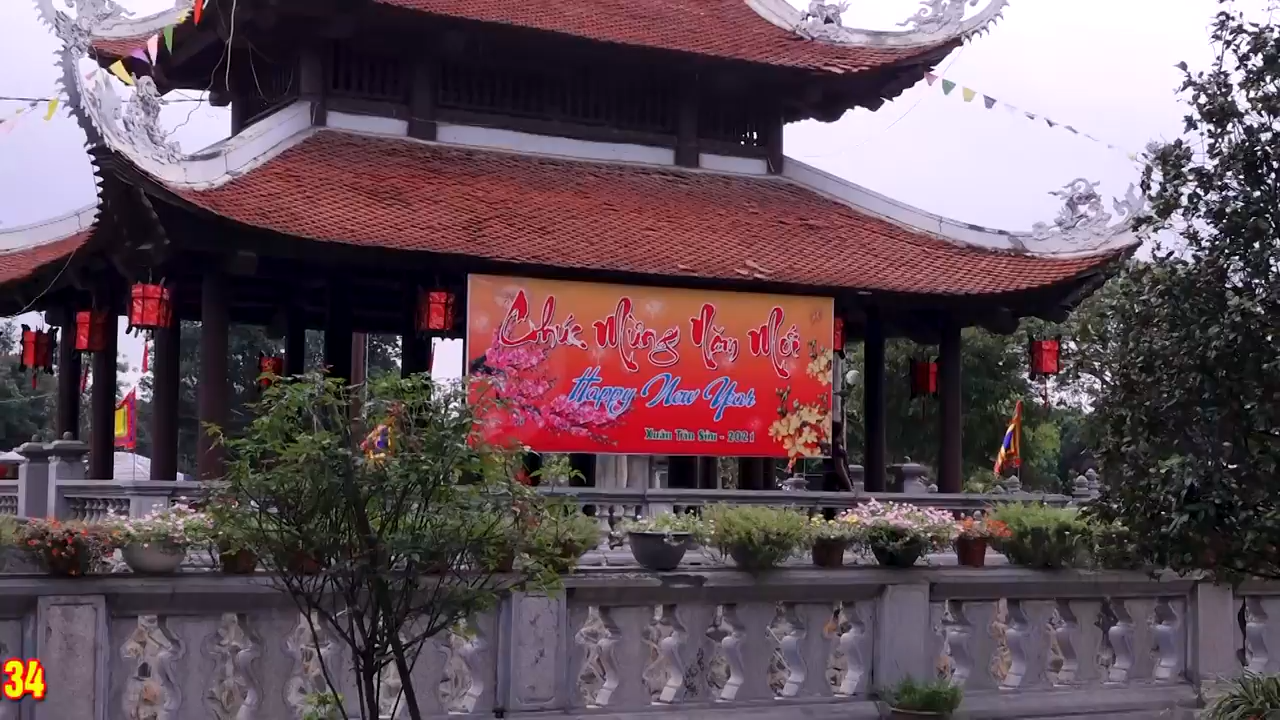 Chúc Mừng Năm Mới
Happy New Year
Xuân Tân Sửu - 2021
34